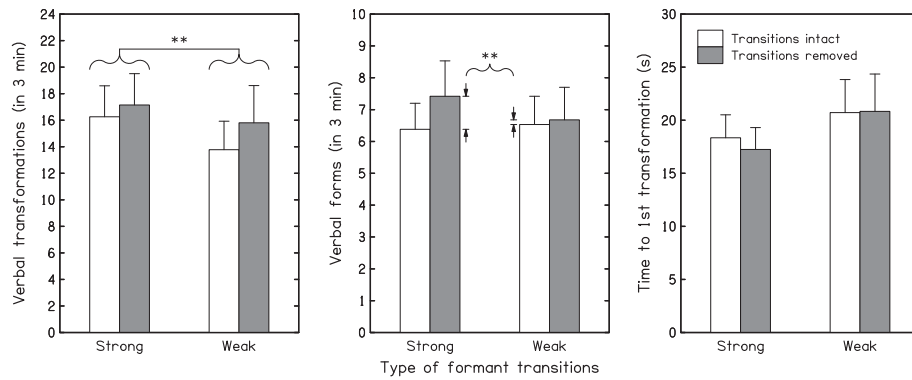 Verbal transformations (in 3 min)
24
22
20
18
16
14
12
10
8
6
4
2
0
**
Strong
Weak
Verbal forms (in 3 min)
10
9
8
7
6
5
4
3
2
1
0
**
Strong
Weak
Type of formant transitions
Time to 1st transformation (s)
30
25
20
15
10
5
0
Transitions intact
Transitions removed
Strong
Weak